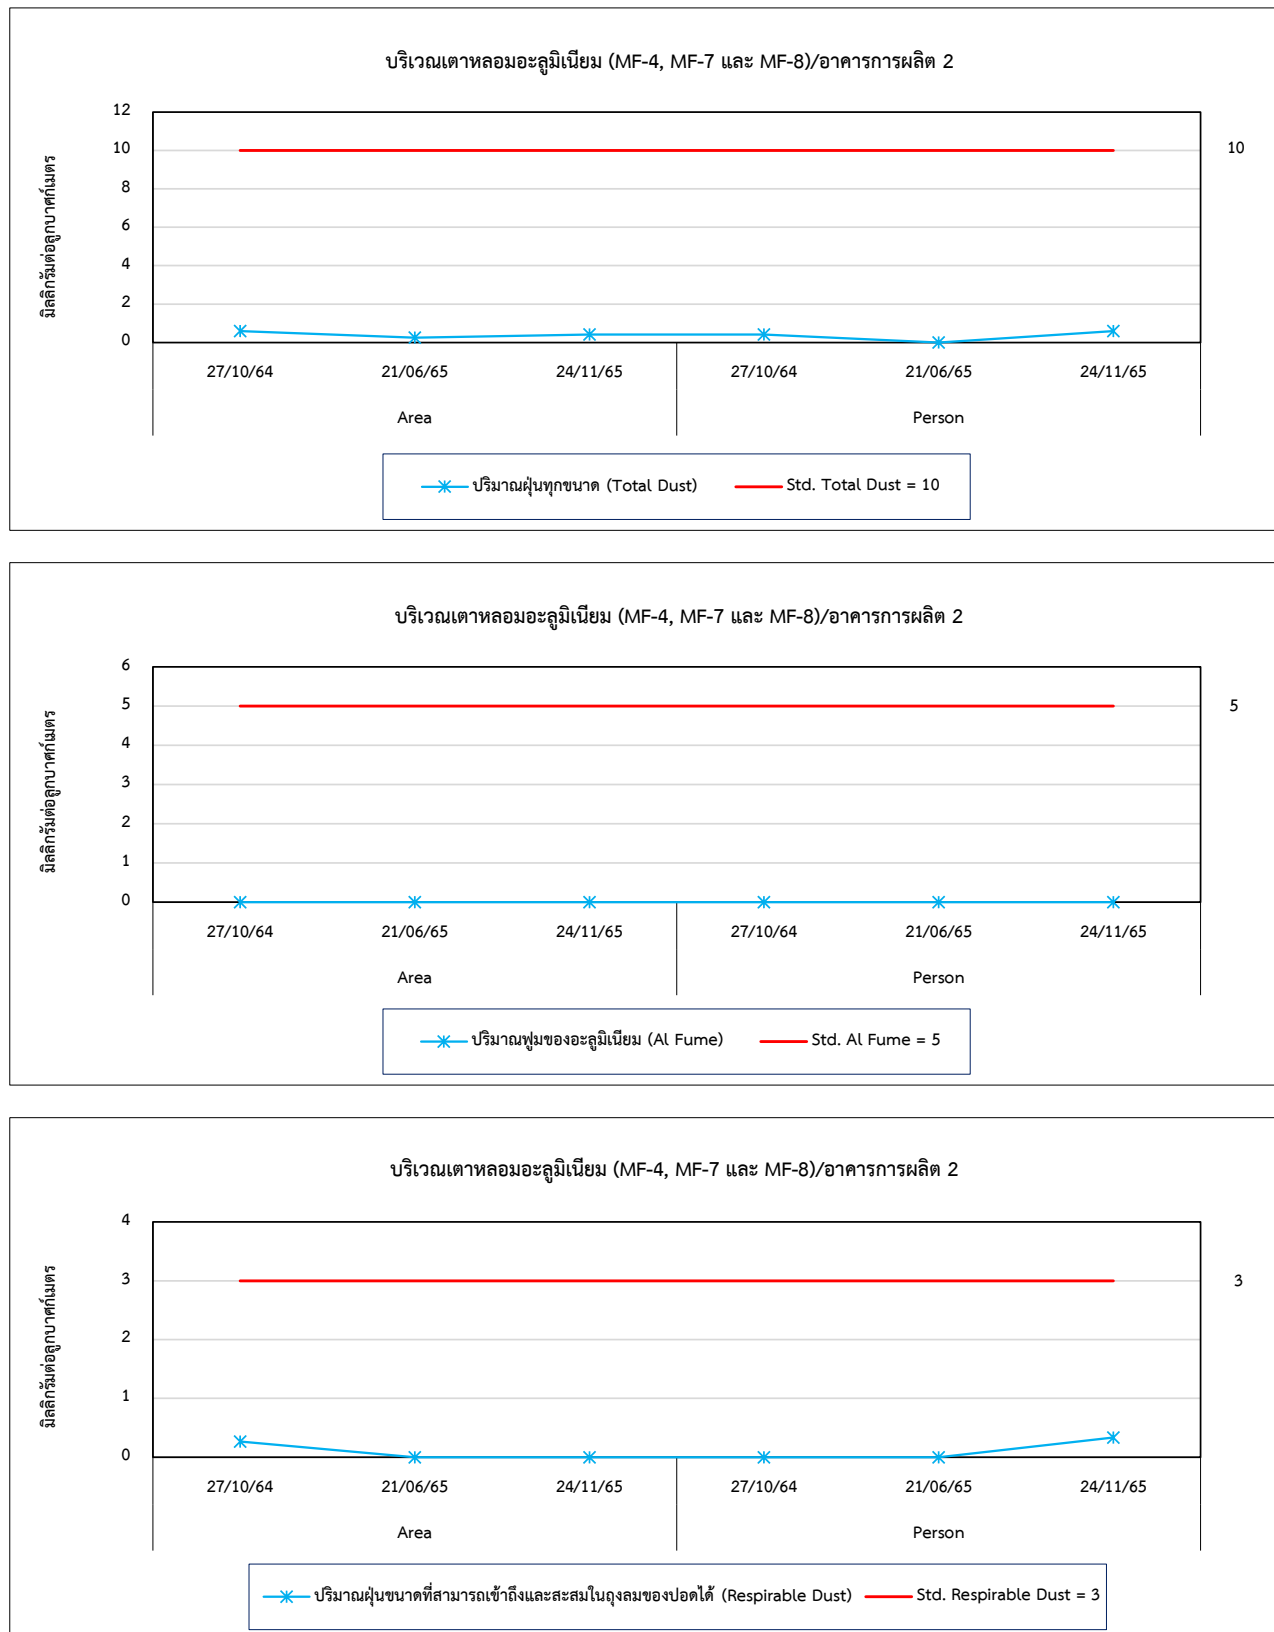 บริเวณเตาหลอมอะลูมิเนียม (MF-4, MF-7 และ MF-8)/อาคารการผลิต 2
มิลลิกรัมต่อลูกบาศก์เมตร
12
10
8
6
4
2
0
10
27/10/64 21/06/65 24/11/65 27/10/64 21/06/65 24/11/65
Area Person
ปริมาณฝุ่นทุกขนาด (Total Dust) Std. Total Dust = 10
บริเวณเตาหลอมอะลูมิเนียม (MF-4, MF-7 และ MF-8)/อาคารการผลิต 2
มิลลิกรัมต่อลูกบาศก์เมตร
6
5
4
3
2
1
0
5
27/10/64 21/06/65 24/11/65 27/10/64 21/06/65 24/11/65
Area Person
ปริมาณฟูมของอะลูมิเนียม (Al Fume) Std. Al Fume = 5
บริเวณเตาหลอมอะลูมิเนียม (MF-4, MF-7 และ MF-8)/อาคารการผลิต 2
มิลลิกรัมต่อลูกบาศก์เมตร
4
3
2
1
0
3
27/10/64 21/06/65 24/11/65 27/10/64 21/06/65 24/11/65
Area Person
ปริมาณฝุ่นขนาดที่สามารถเข้าถึงและสะสมในถุงลมของปอดได้ (Respirable Dust) Std. Respirable Dust = 3